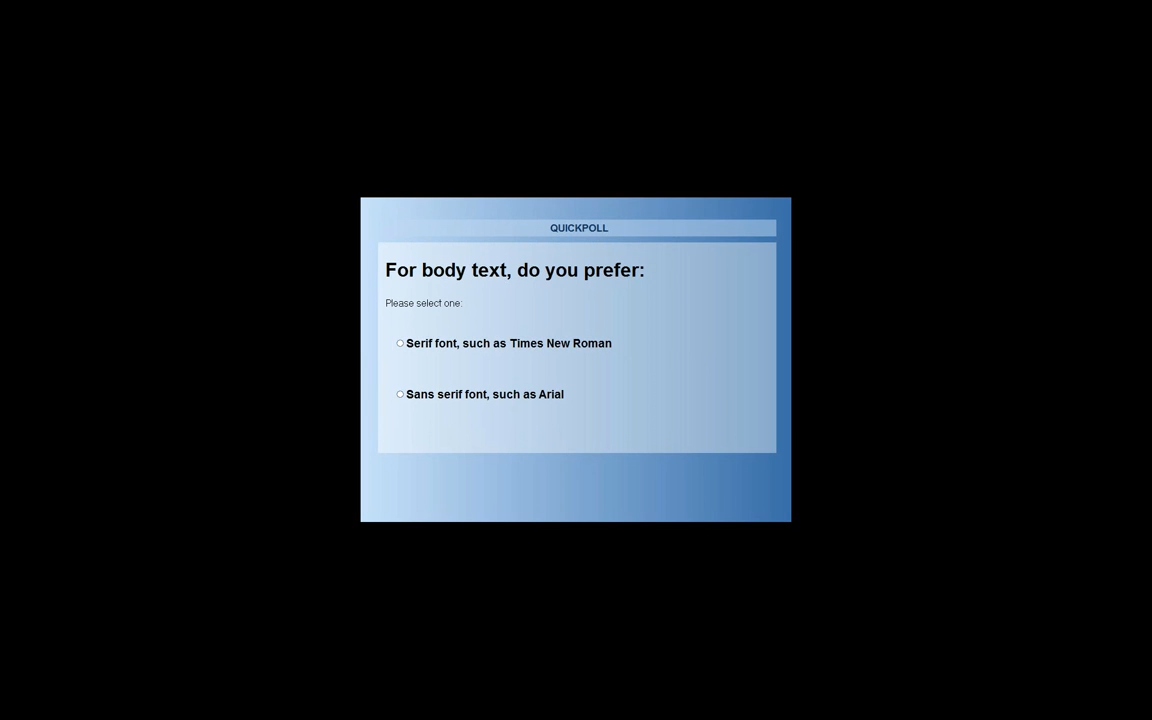 QUICKPOLL
For body text, do you prefer:
Please select one:
Serif font, such as Times New Roman
Sans serif font, such as Arial